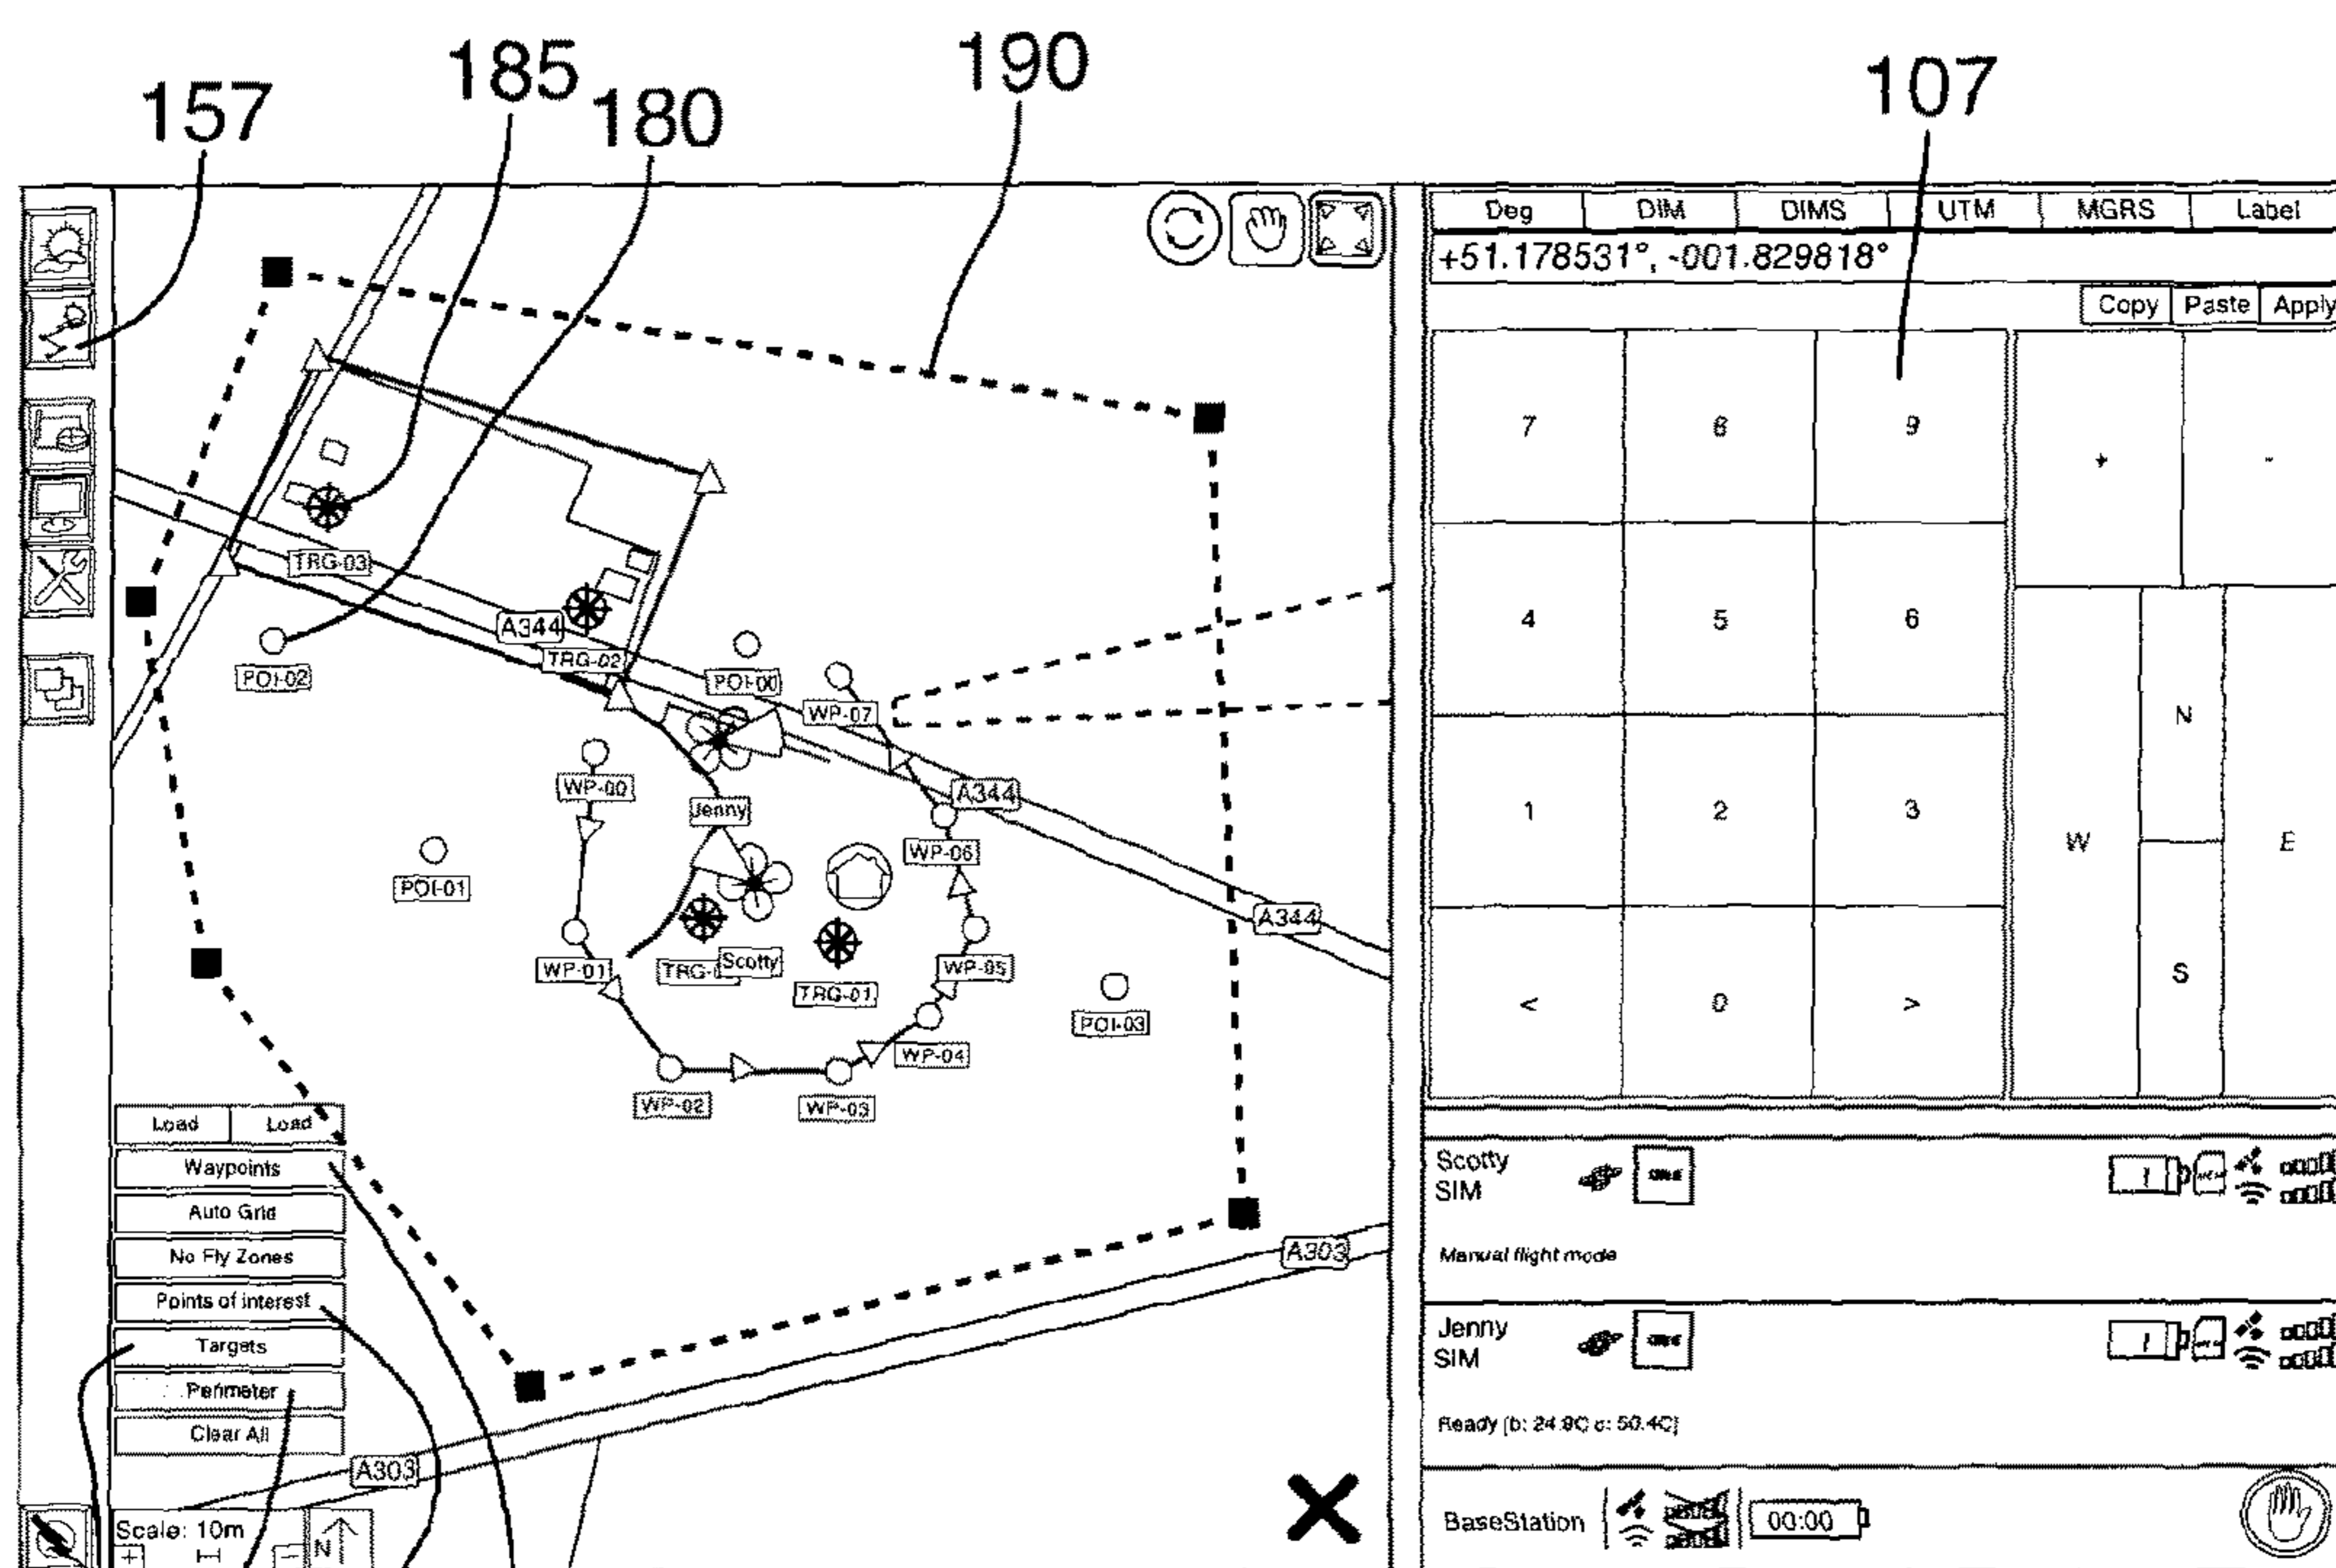 157
185
180
190
107
Deg DIM DIMS UTM MGRS Label
+51.178531°, -001.829818°
Copy Paste Apply
7 8 9 + -
4 5 6
N
1 2 3
W E
S
< 0 >
TRG-03
A344
TRG-02
POI-02
POI-00
WP-07
WP-00
A344
Jenny
WP-06
POI-01
A344
WP-01
Scotty
WP-05
TRG-01
POI-03
WP-04
WP-02
WP-03
Load Load
Waypoints
Auto Grid
No Fly Zones
Points of interest
Targets
Perimeter
Clear All
A303
A303
Scale: 10m
+ - N
Scotty
SIM
1
Manual flight mode
Jenny
SIM
1
Ready (b: 24.9C c: 50.4C)
BaseStation 00:00